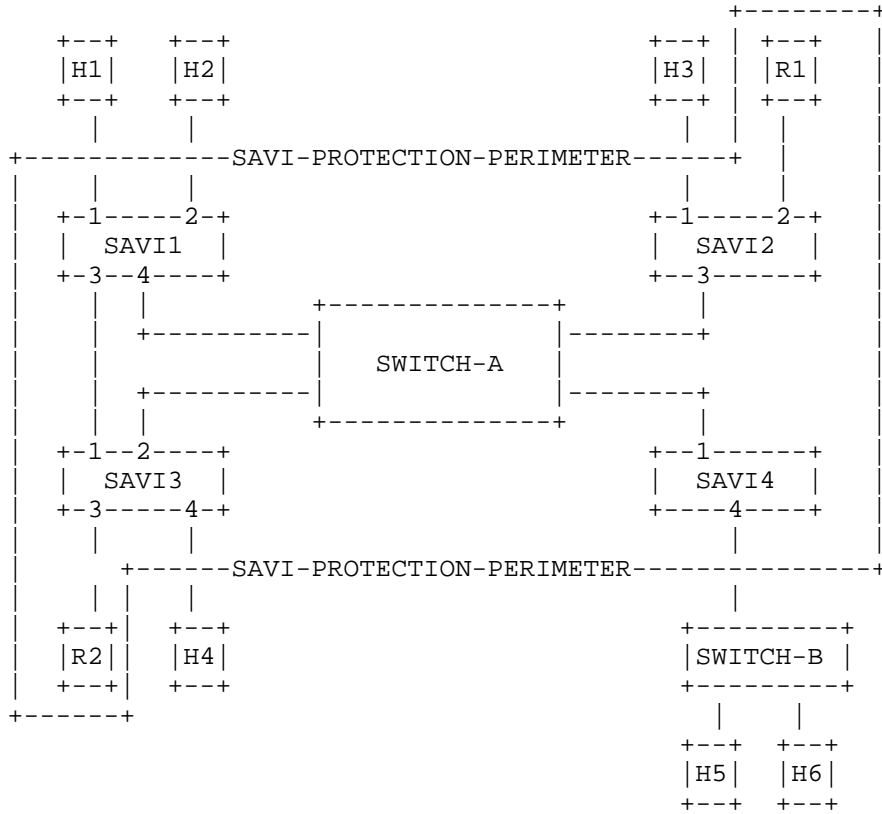 H1 H2 H3 R1
SAVI-PROTECTION-PERIMETER
1 2 1 2
SAVI1 SAVI2
3 4 3
SWITCH-A
1 2 1
SAVI3 SAVI4
3 4 4
SAVI-PROTECTION-PERIMETER
R2 H4 SWITCH-B
H5 H6